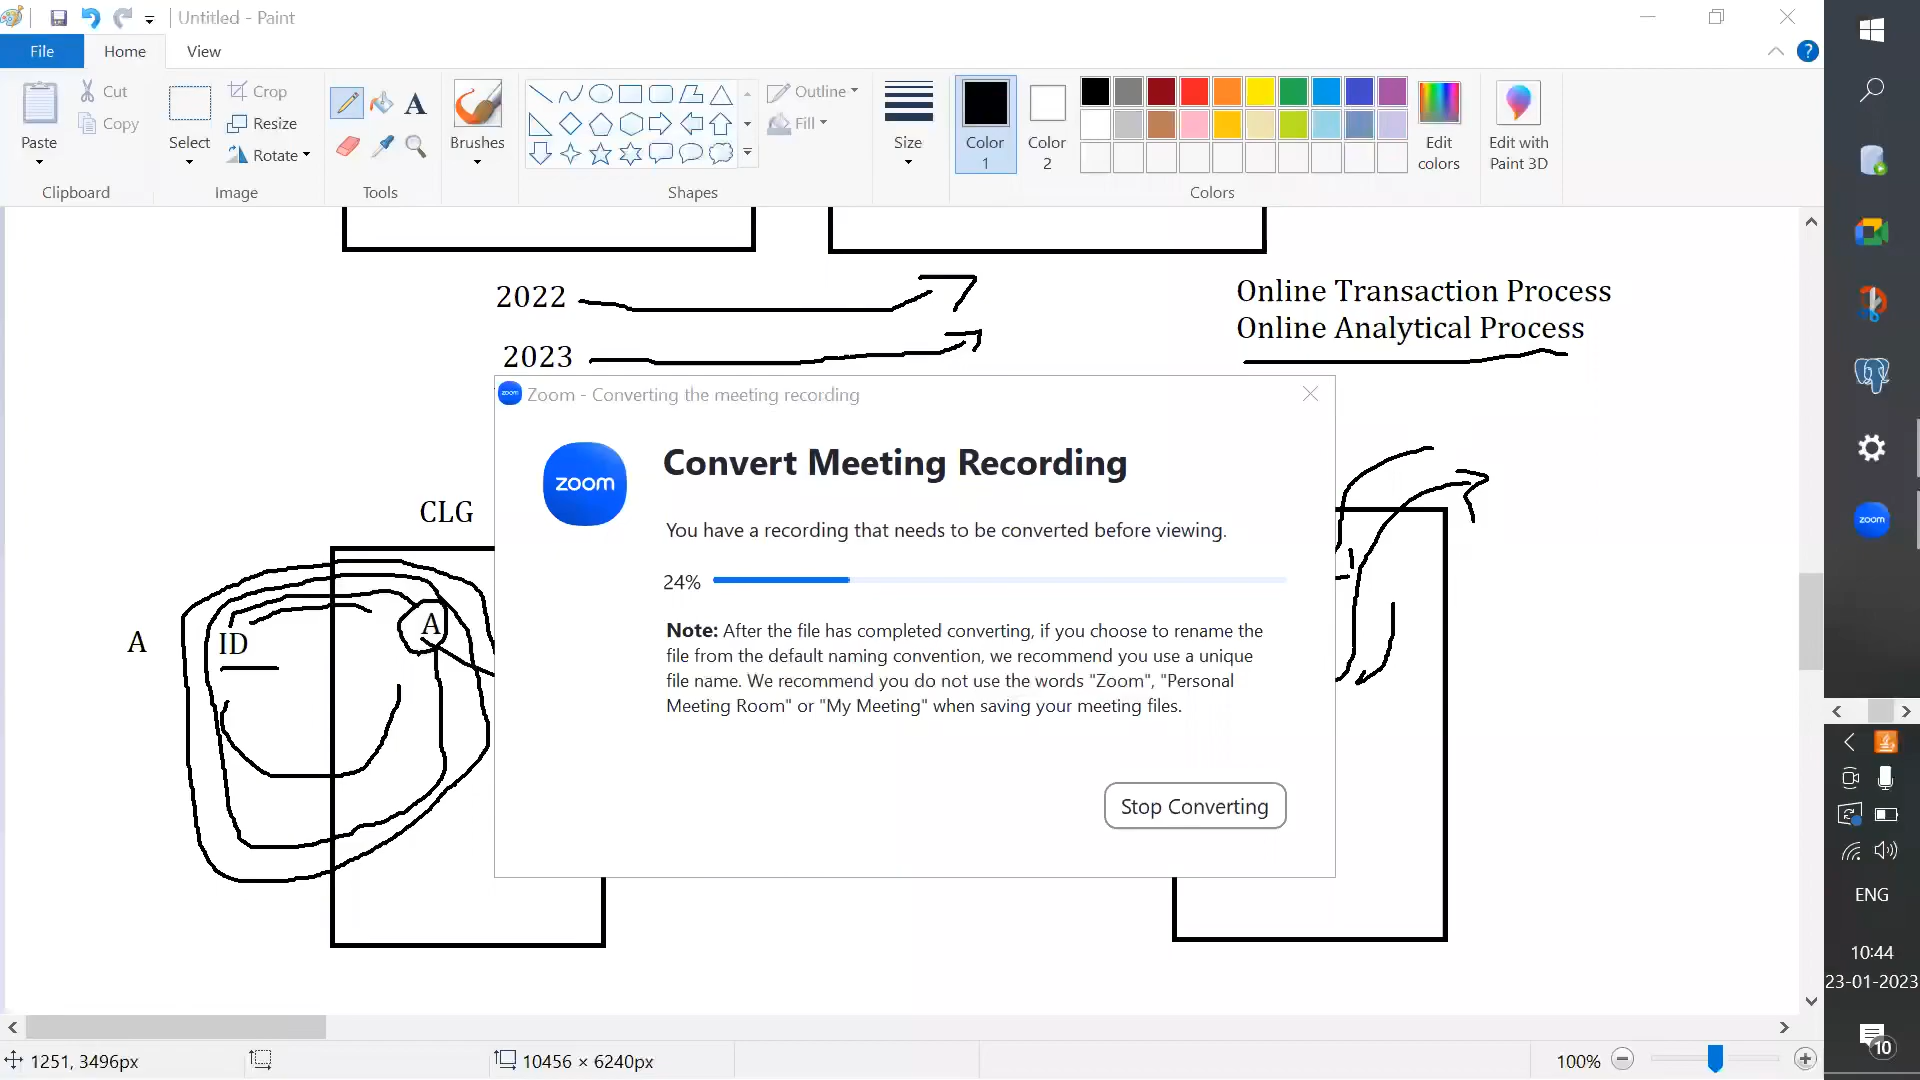 Untitled - Paint
File
Home
View
?
Paste
Cut
Copy
Clipboard
Select
Crop
Resize
Rotate
Image
A
Tools
Brushes
Shapes
Outline
Fill
Size
Color
1
Color
2
Edit
colors
Edit with
Paint 3D
Colors
2022
2023
Online Transaction Process
Online Analytical Process
zoom
Zoom - Converting the meeting recording
zoom
Convert Meeting Recording
You have a recording that needs to be converted before viewing.
24%
Note: After the file has completed converting, if you choose to rename the
file from the default naming convention, we recommend you use a unique
file name. We recommend you do not use the words "Zoom", "Personal
Meeting Room" or "My Meeting" when saving your meeting files.
Stop Converting
CLG
A
ID
A
zoom
ENG
10:44
23-01-2023
10
1251, 3496px
10456 × 6240px
100%